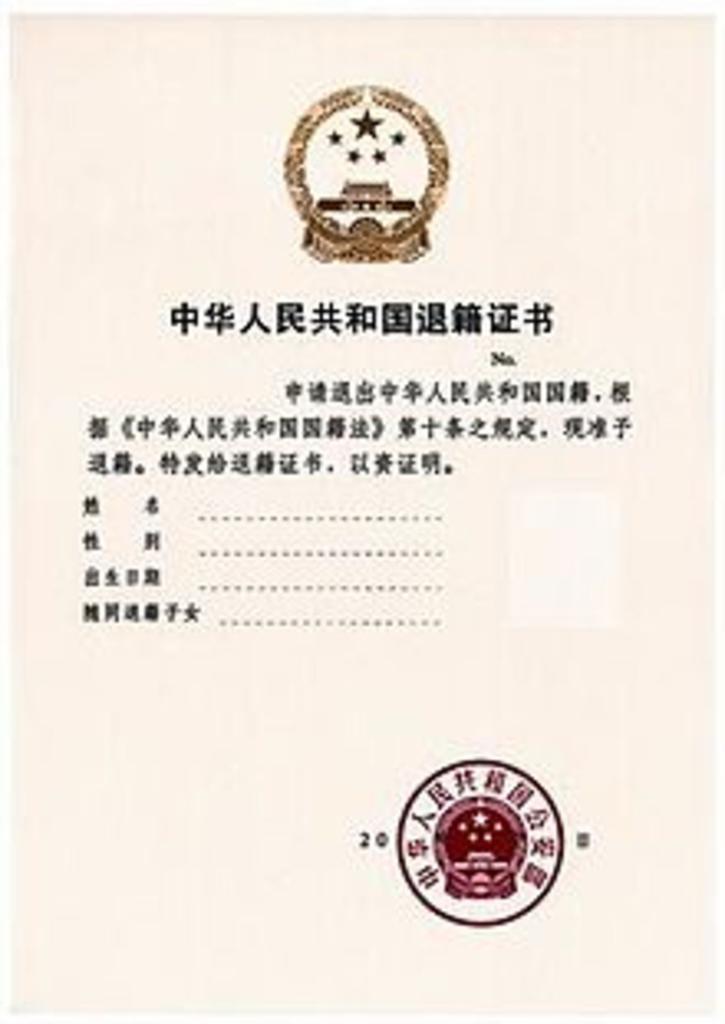 中华人民共和国退籍证书
No.
申请退出中华人民共和国国籍，根
据《中华人民共和国国籍法》第十条之规定，现准予
退籍。特发给退籍证书，以资证明。
姓 名
性 别
出生日期
随同退籍子女
中华人民共和国公安部
20 日